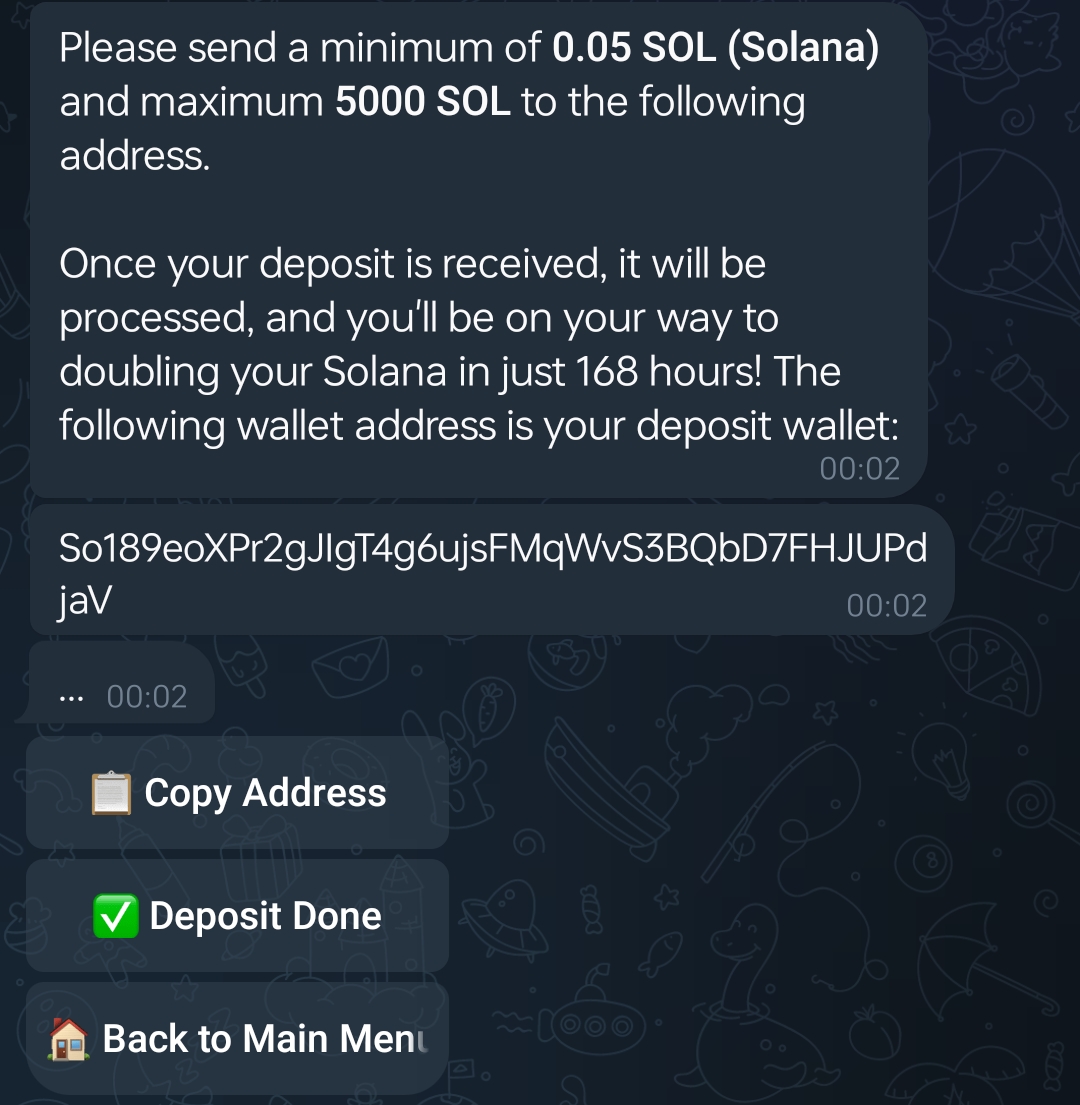 Please send a minimum of 0.05 SOL (Solana)
and maximum 5000 SOL to the following
address.
Once your deposit is received, it will be
processed, and you'll be on your way to
doubling your Solana in just 168 hours! The
following wallet address is your deposit wallet:
00:02
So189eoXPr2gJIgT4g6ujsFMqWvS3BQbD7FHJUPd
jaV 00:02
... 00:02
📋 Copy Address
✅ Deposit Done
🏠 Back to Main Menu